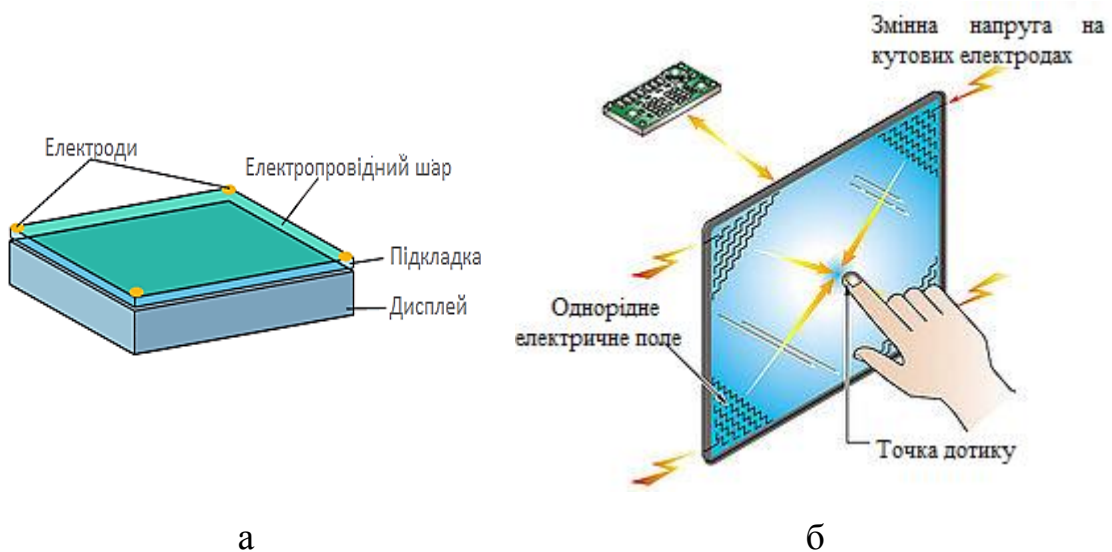 Змінна напруга на
кутових електродах
Електроди
Електропровідний шар
Підкладка
Дисплей
Однорідне
електричне поле
Точка дотику
а
б